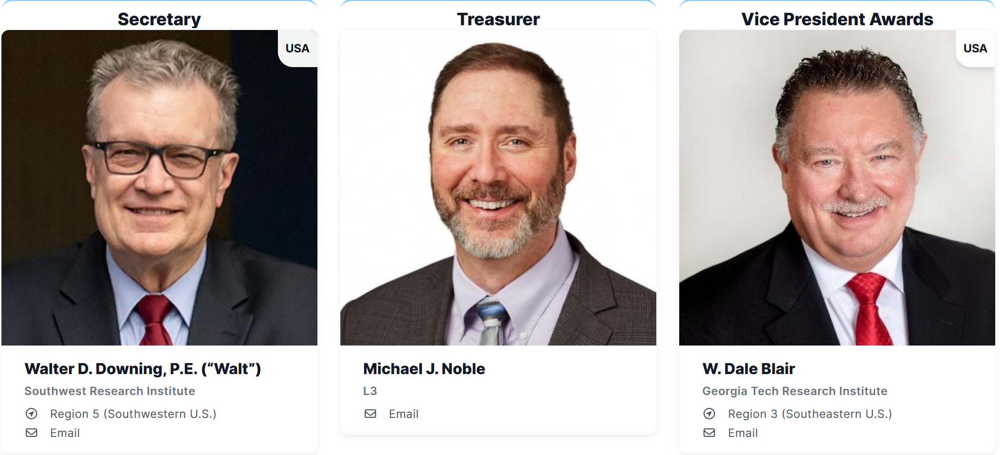 Secretary
USA
Walter D. Downing, P.E. (“Walt”)
Southwest Research Institute
Region 5 (Southwestern U.S.)
Email
Treasurer
Michael J. Noble
L3
Email
Vice President Awards
USA
W. Dale Blair
Georgia Tech Research Institute
Region 3 (Southeastern U.S.)
Email